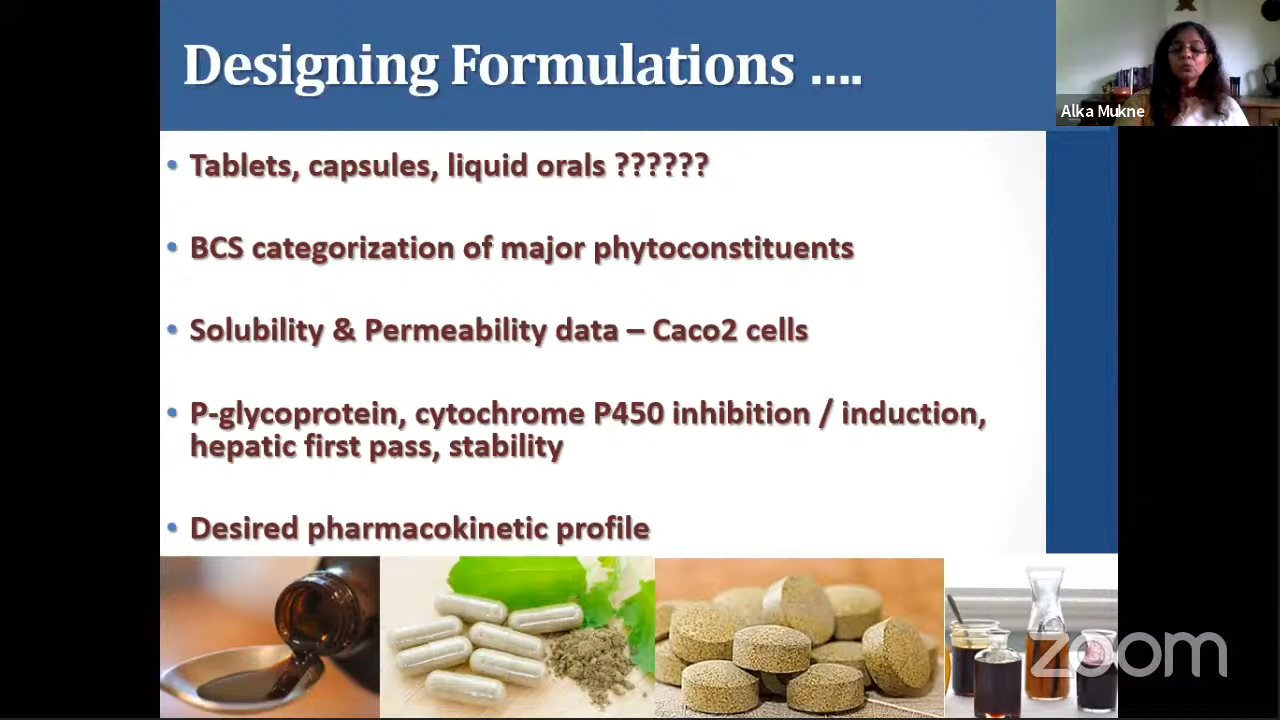 Designing Formulations ....
Alka Mukne
• Tablets, capsules, liquid orals ??????
• BCS categorization of major phytoconstituents
• Solubility & Permeability data – Caco2 cells
• P-glycoprotein, cytochrome P450 inhibition / induction,
hepatic first pass, stability
• Desired pharmacokinetic profile
zoom